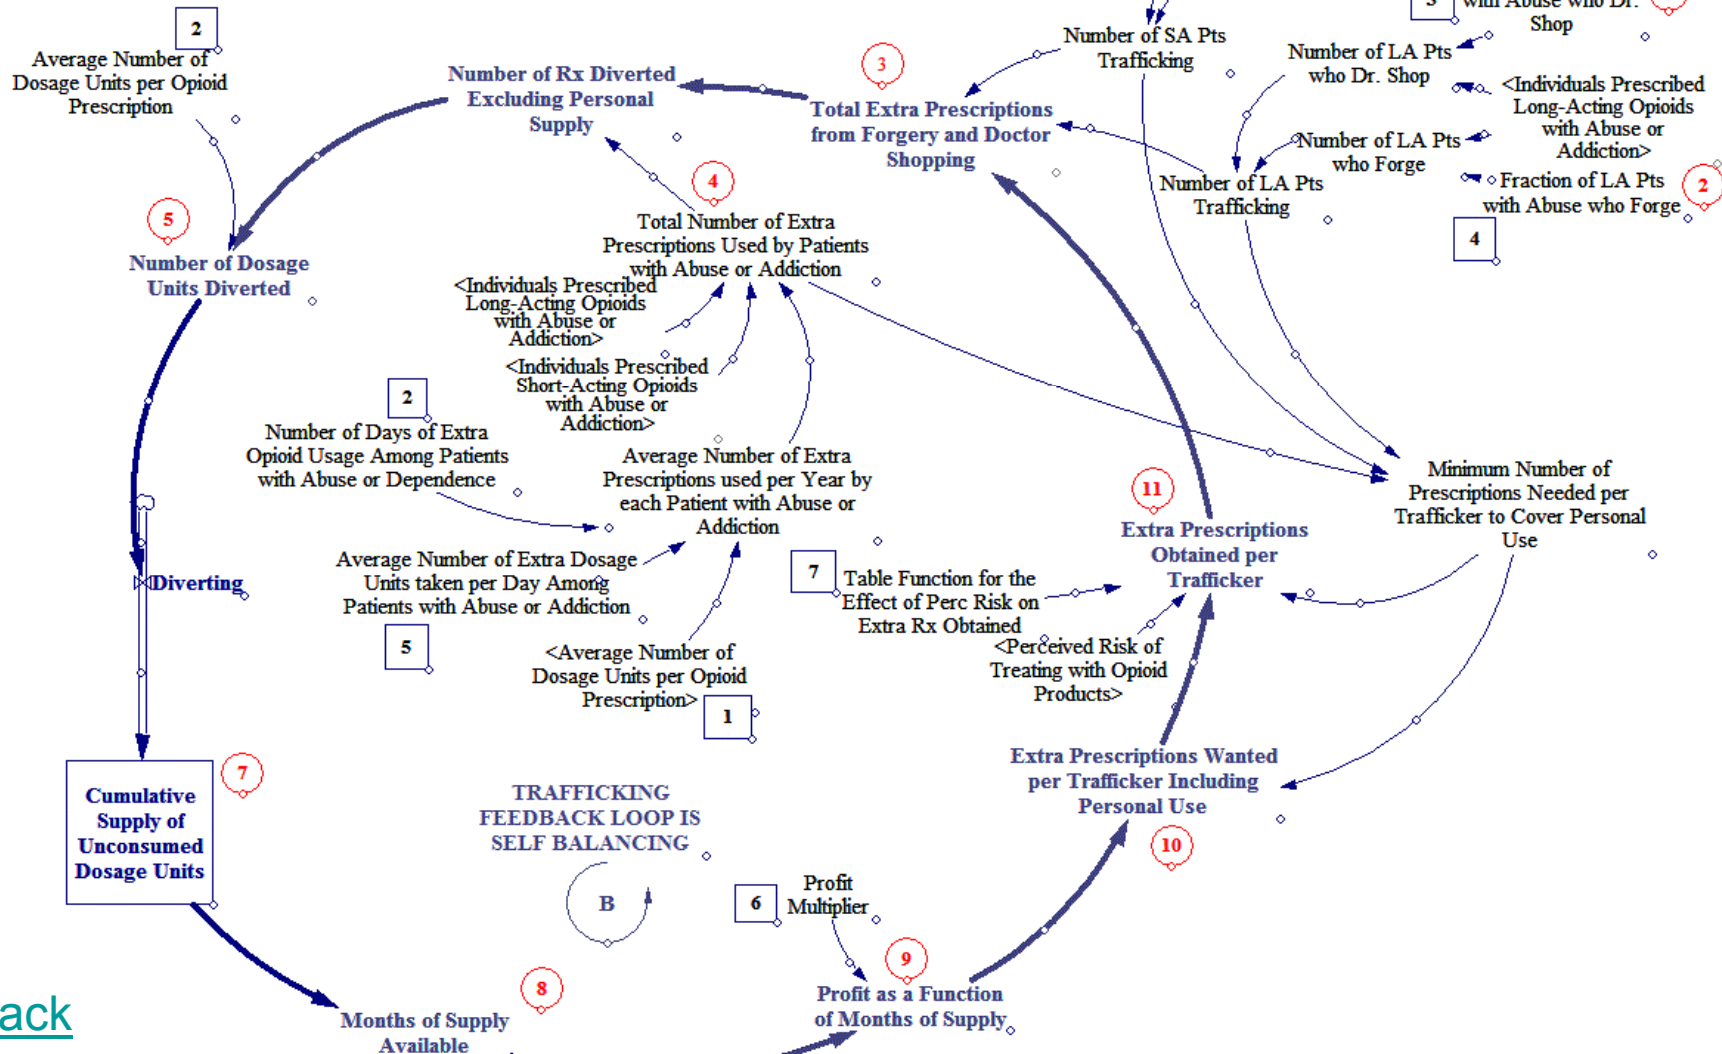 2
Average Number of
Dosage Units per Opioid
Prescription
Number of Rx Diverted
Excluding Personal
Supply
3
Total Extra Prescriptions
from Forgery and Doctor
Shopping
Number of SA Pts
Trafficking
3
with Abuse who Dr.
Shop
Number of LA Pts
who Dr. Shop
<Individuals Prescribed
Long-Acting Opioids
with Abuse or
Addiction>
Number of LA Pts
who Forge
Fraction of LA Pts
with Abuse who Forge
2
4
Number of LA Pts
Trafficking
4
Total Number of Extra
Prescriptions Used by Patients
with Abuse or Addiction
5
Number of Dosage
Units Diverted
<Individuals Prescribed
Long-Acting Opioids
with Abuse or
Addiction>
<Individuals Prescribed
Short-Acting Opioids
with Abuse or
Addiction>
2
Number of Days of Extra
Opioid Usage Among Patients
with Abuse or Dependence
Average Number of Extra
Prescriptions used per Year by
each Patient with Abuse or
Addiction
Average Number of Extra Dosage
Units taken per Day Among
Patients with Abuse or Addiction
5
<Average Number of
Dosage Units per Opioid
Prescription>
1
Minimum Number of
Prescriptions Needed per
Trafficker to Cover Personal
Use
11
Extra Prescriptions
Obtained per
Trafficker
7
Table Function for the
Effect of Perc Risk on
Extra Rx Obtained
<Perceived Risk of
Treating with Opioid
Products>
Diverting
7
Cumulative
Supply of
Unconsumed
Dosage Units
TRAFFICKING
FEEDBACK LOOP IS
SELF BALANCING
B
Extra Prescriptions Wanted
per Trafficker Including
Personal Use
10
6
Profit
Multiplier
9
Profit as a Function
of Months of Supply
8
Months of Supply
Available
ack